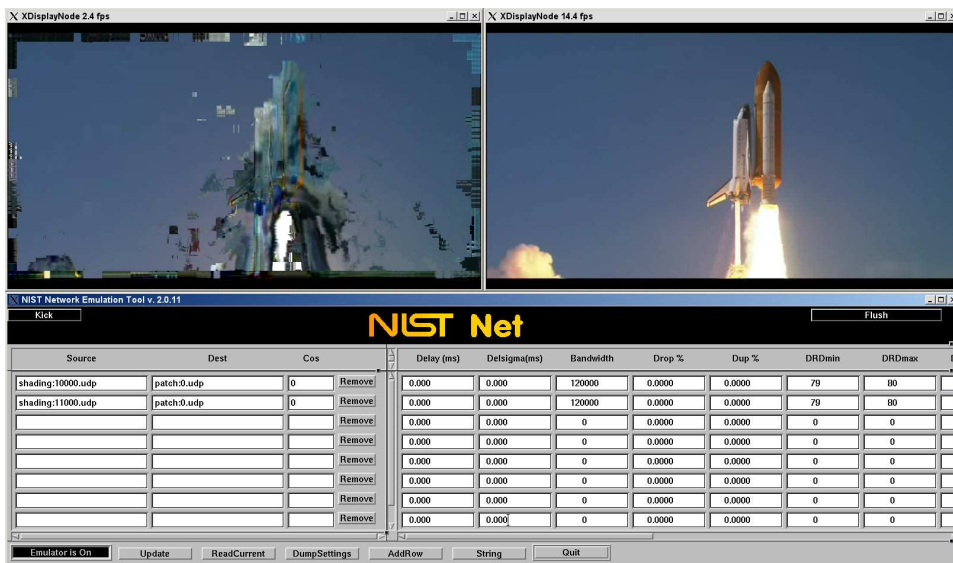 XDisplayNode 2.4 fps
XDisplayNode 14.4 fps
NIST Network Emulation Tool v. 2.0.11
Kick
NIST Net
Flush
Source Dest Cos Delay (ms) Delsigma(ms) Bandwidth Drop % Dup % DRDmin DRDmax
shading:10000.udp patch:0.udp 0 Remove 0.000 0.000 120000 0.0000 0.0000 79 80
shading:11000.udp patch:0.udp 0 Remove 0.000 0.000 120000 0.0000 0.0000 79 80
Remove 0.000 0.000 0 0.0000 0.0000 0 0
Remove 0.000 0.000 0 0.0000 0.0000 0 0
Remove 0.000 0.000 0 0.0000 0.0000 0 0
Remove 0.000 0.000 0 0.0000 0.0000 0 0
Remove 0.000 0.000 0 0.0000 0.0000 0 0
Remove 0.000 0.000 0 0.0000 0.0000 0 0
Emulator is On Update ReadCurrent DumpSettings AddRow String Quit